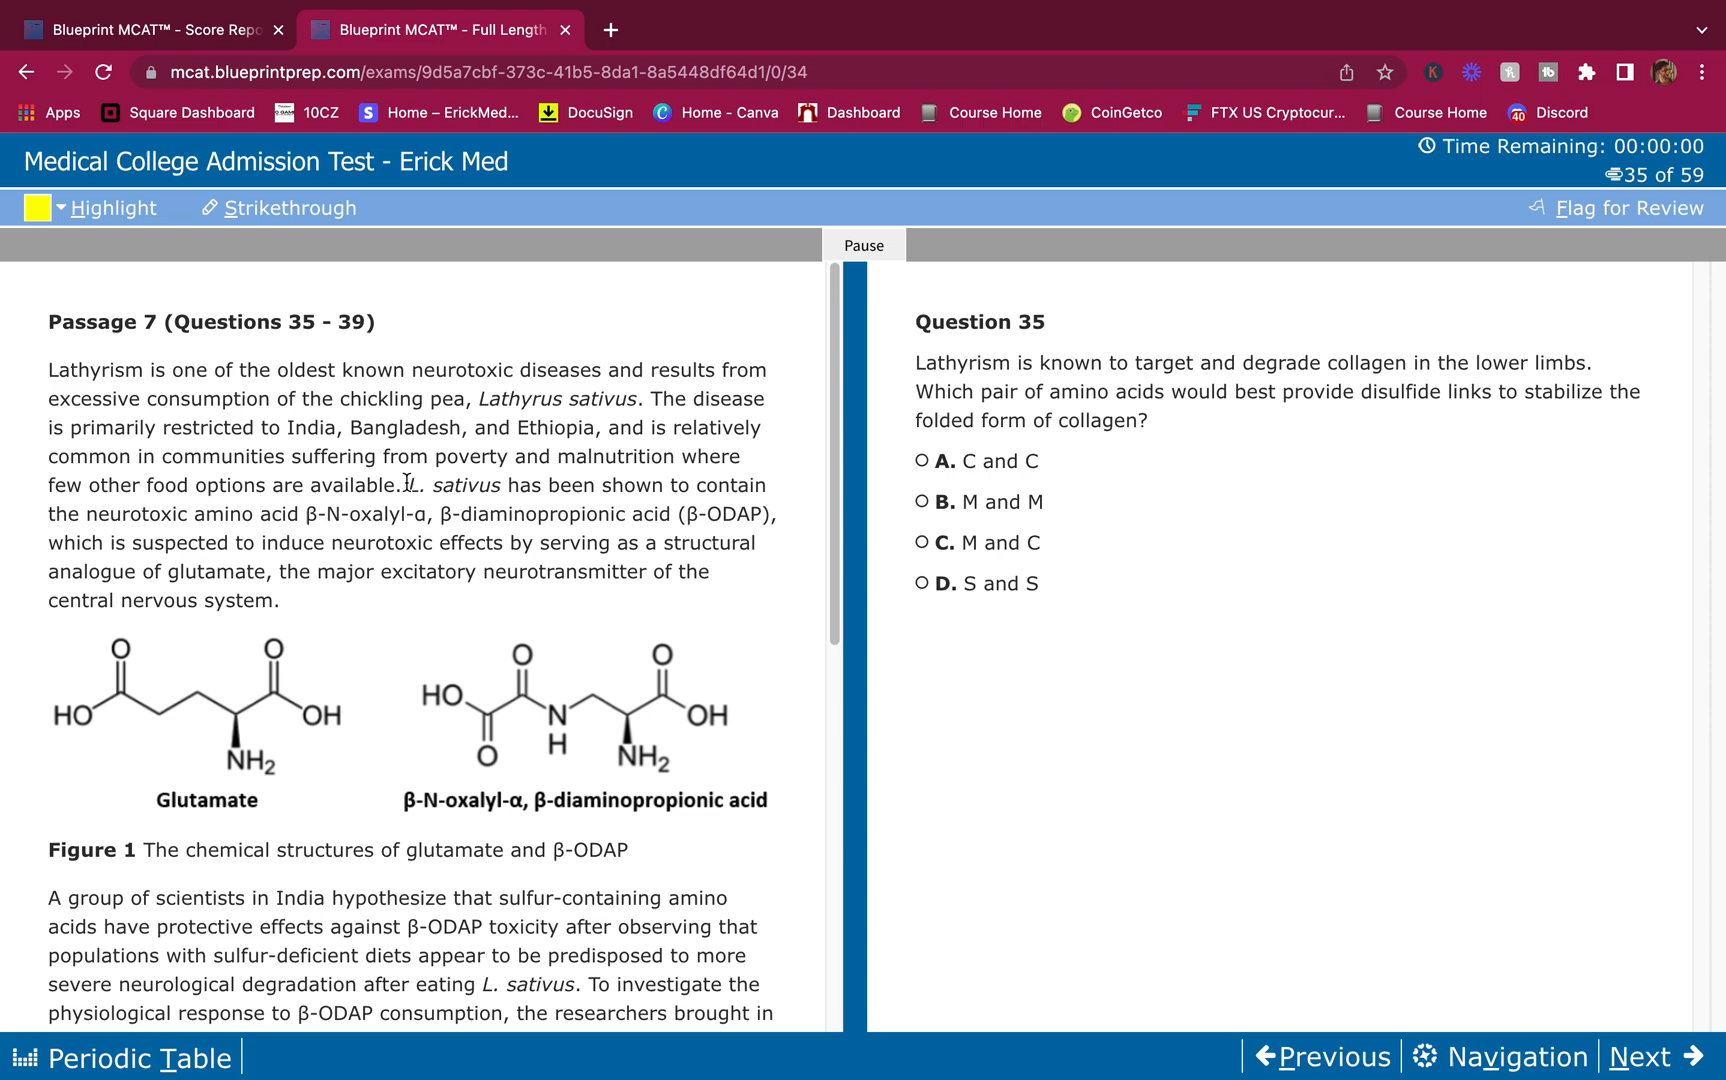 Blueprint MCAT™ - Score Repo
Blueprint MCAT™ - Full Length
mcat.blueprintprep.com/exams/9d5a7cbf-373c-41b5-8da1-8a5448df64d1/0/34
Apps Square Dashboard 10CZ Home – ErickMed... DocuSign Home - Canva Dashboard Course Home CoinGetco FTX US Cryptocur... Course Home 40 Discord
Medical College Admission Test - Erick Med
Time Remaining: 00:00:00
35 of 59
Highlight Strikethrough
Flag for Review
Pause
Passage 7 (Questions 35 - 39)
Lathyrism is one of the oldest known neurotoxic diseases and results from
excessive consumption of the chickling pea, Lathyrus sativus. The disease
is primarily restricted to India, Bangladesh, and Ethiopia, and is relatively
common in communities suffering from poverty and malnutrition where
few other food options are available. L. sativus has been shown to contain
the neurotoxic amino acid β-N-oxalyl-α, β-diaminopropionic acid (β-ODAP),
which is suspected to induce neurotoxic effects by serving as a structural
analogue of glutamate, the major excitatory neurotransmitter of the
central nervous system.
O O
HO OH
NH2
Glutamate
O O
HO N OH
H
O NH2
β-N-oxalyl-α, β-diaminopropionic acid
Figure 1 The chemical structures of glutamate and β-ODAP
A group of scientists in India hypothesize that sulfur-containing amino
acids have protective effects against β-ODAP toxicity after observing that
populations with sulfur-deficient diets appear to be predisposed to more
severe neurological degradation after eating L. sativus. To investigate the
physiological response to β-ODAP consumption, the researchers brought in
Question 35
Lathyrism is known to target and degrade collagen in the lower limbs.
Which pair of amino acids would best provide disulfide links to stabilize the
folded form of collagen?
A. C and C
B. M and M
C. M and C
D. S and S
Periodic Table
Previous Navigation Next